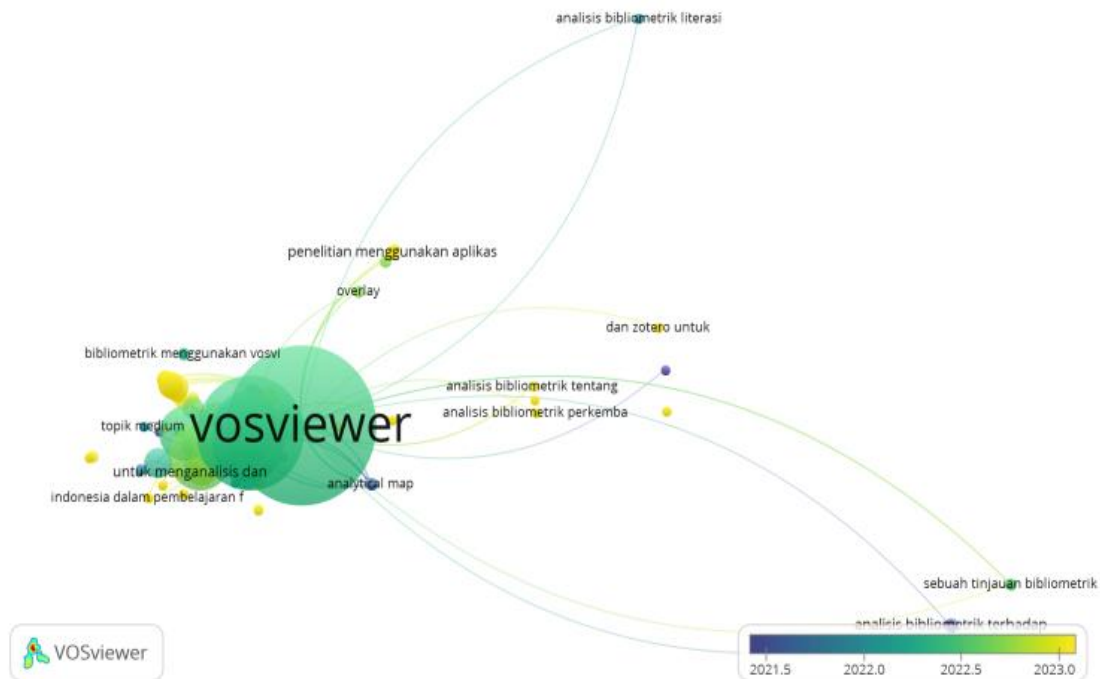 analisis bibliometrik literasi
penelitian menggunakan aplikas
overlay
dan zotero untuk
bibliometrik menggunakan vosvi
analisis bibliometrik tentang
analisis bibliometrik perkemba
topik medium
vosviewer
untuk menganalisis dan
analytical map
indonesia dalam pembelajaran f
sebuah tinjauan bibliometrik
analisis bibliometrik terhadap
VOSviewer
2021.5 2022.0 2022.5 2023.0